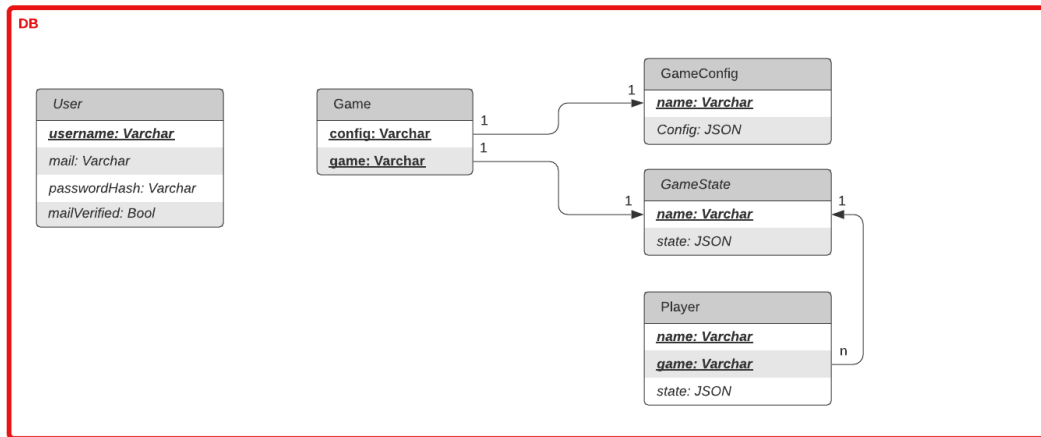 DB
User
username: Varchar
mail: Varchar
passwordHash: Varchar
mailVerified: Bool
Game
config: Varchar
game: Varchar
1
1
1
1
GameConfig
name: Varchar
Config: JSON
GameState
name: Varchar
state: JSON
1
Player
name: Varchar
game: Varchar
state: JSON
n